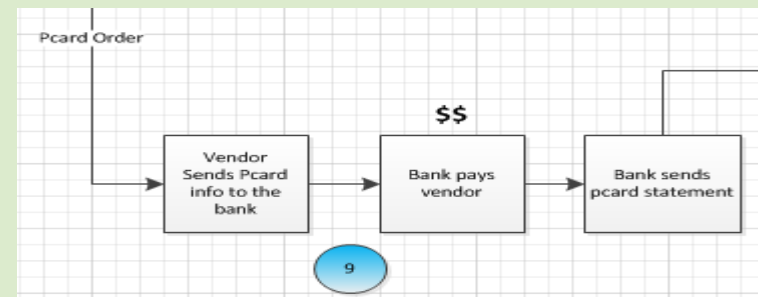 Pcard Order
$$
Vendor
Sends Pcard
info to the
bank
Bank pays
vendor
Bank sends
pcard statement
9